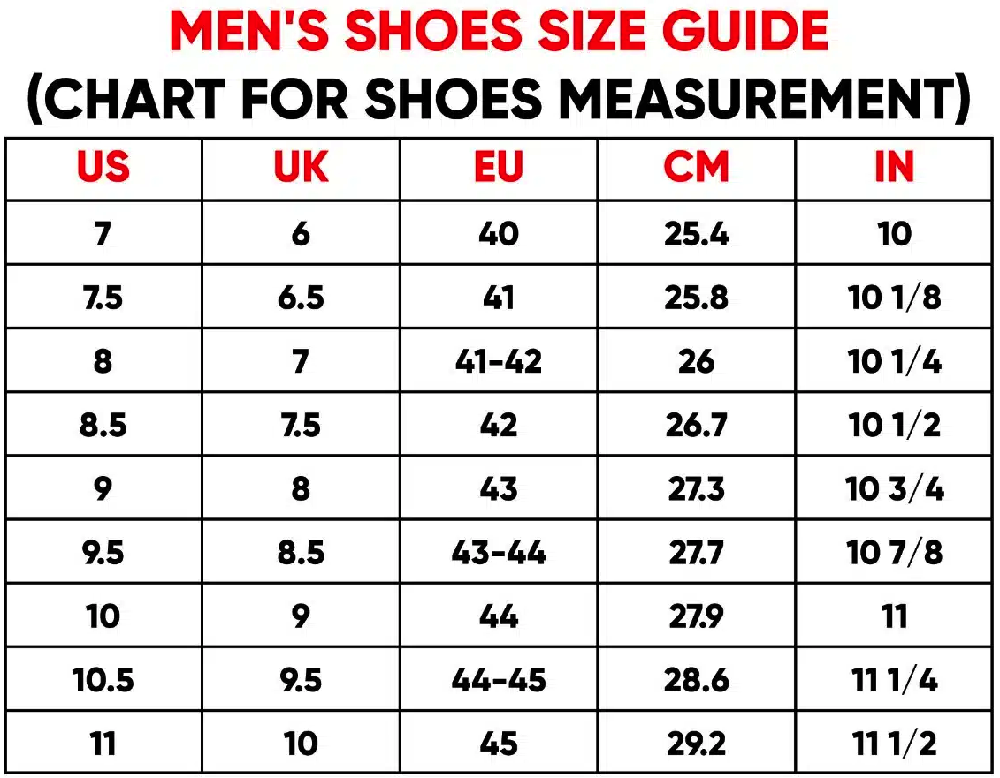 MEN'S SHOES SIZE GUIDE
(CHART FOR SHOES MEASUREMENT)
US UK EU CM IN
7 6 40 25.4 10
7.5 6.5 41 25.8 10 1/8
8 7 41-42 26 10 1/4
8.5 7.5 42 26.7 10 1/2
9 8 43 27.3 10 3/4
9.5 8.5 43-44 27.7 10 7/8
10 9 44 27.9 11
10.5 9.5 44-45 28.6 11 1/4
11 10 45 29.2 11 1/2